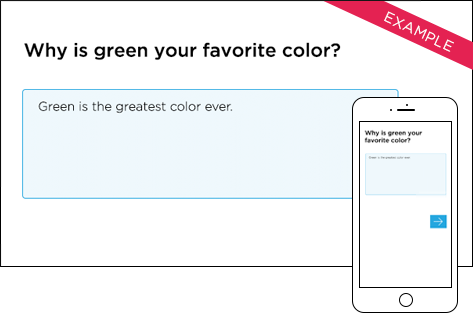 EXAMPLE
Why is green your favorite color?
Green is the greatest color ever.
Why is green your
favorite color?
Green is the greatest color ever.